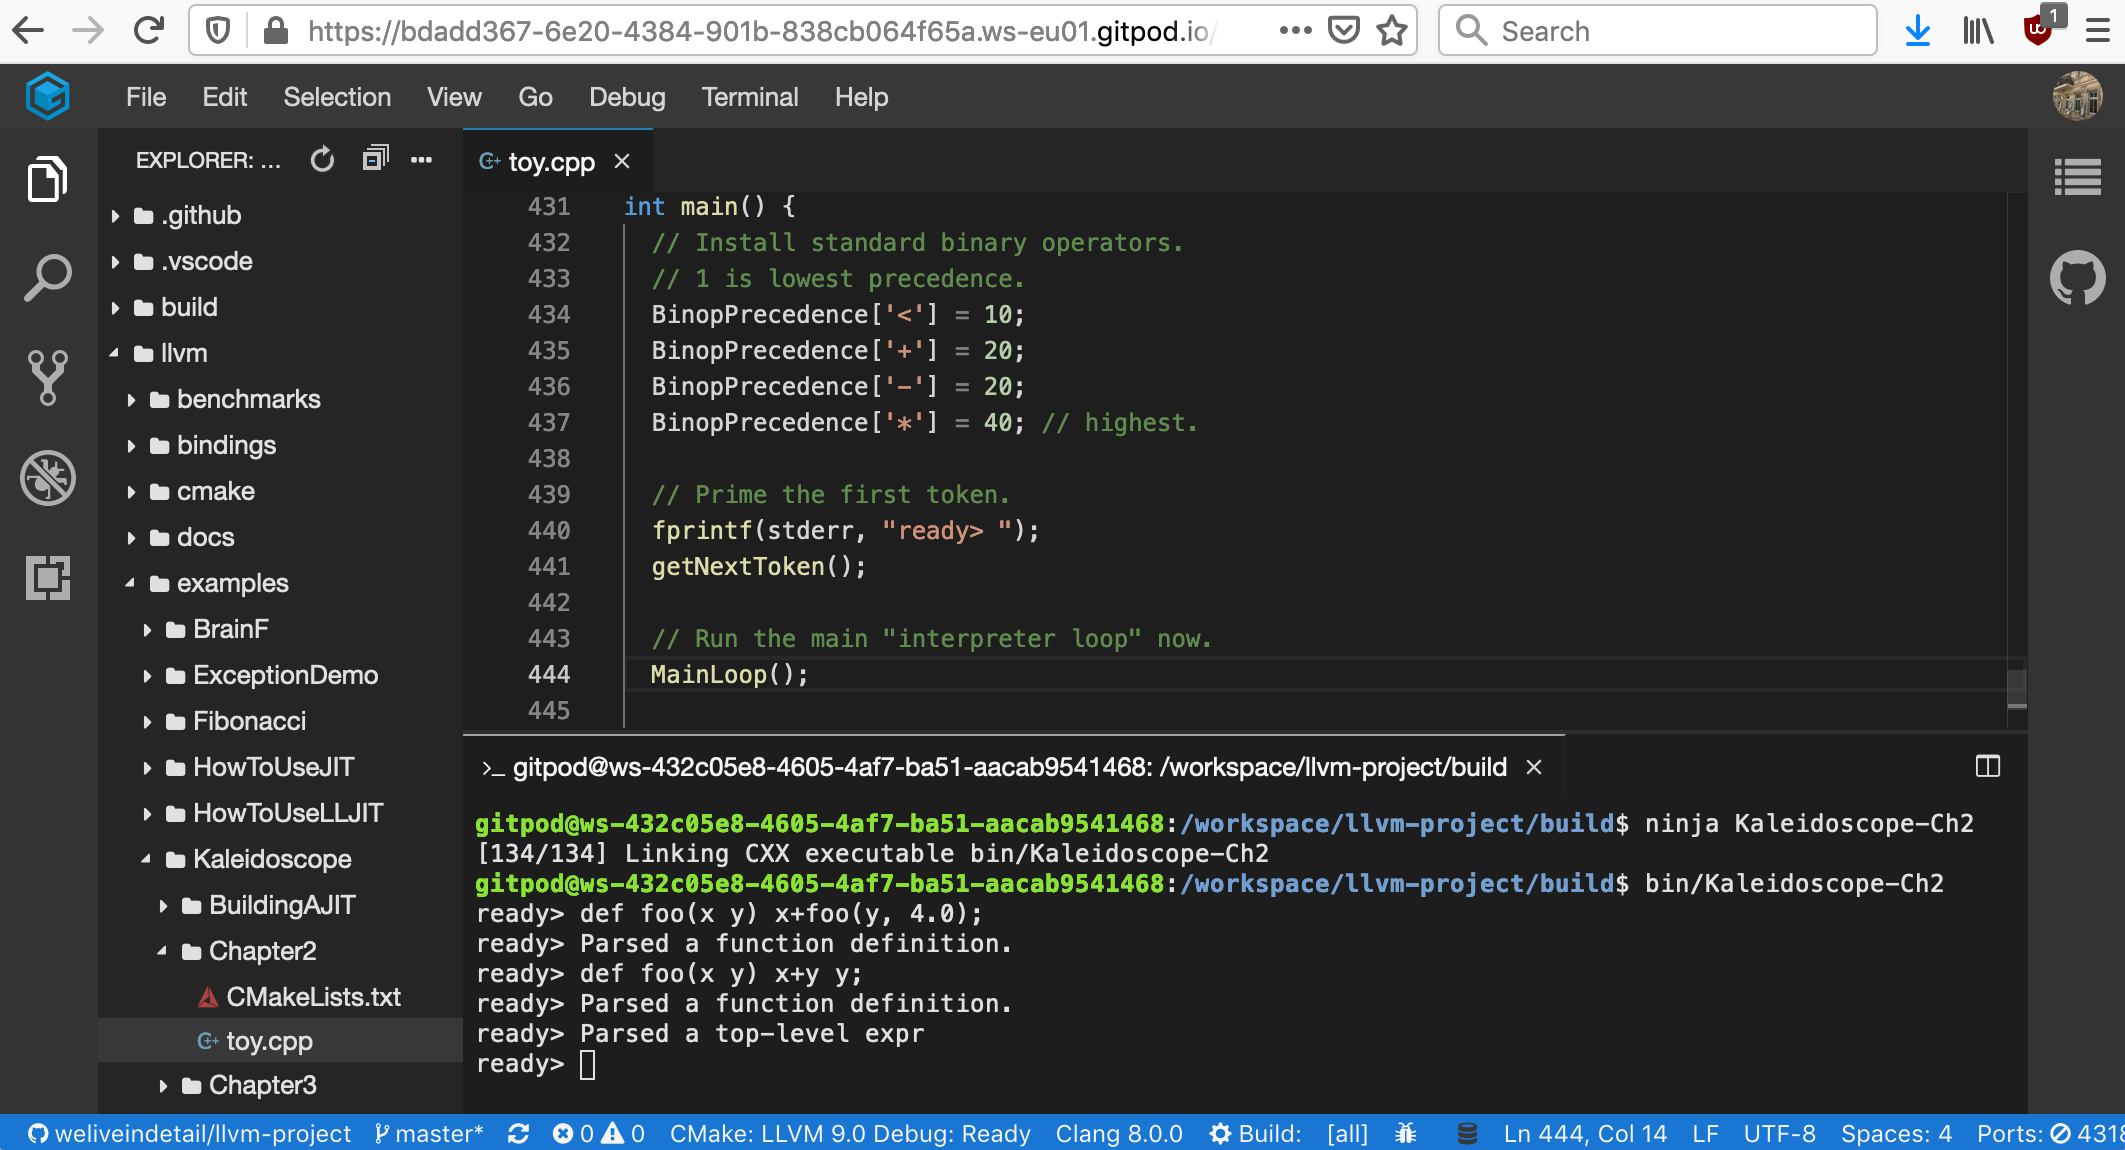 https://bdadd367-6e20-4384-901b-838cb064f65a.ws-eu01.gitpod.io/
Search
1
File Edit Selection View Go Debug Terminal Help
EXPLORER: ...
.github
.vscode
build
llvm
benchmarks
bindings
cmake
docs
examples
BrainF
ExceptionDemo
Fibonacci
HowToUseJIT
HowToUseLLJIT
Kaleidoscope
BuildingAJIT
Chapter2
CMakeLists.txt
toy.cpp
Chapter3
toy.cpp
431 int main() {
432 // Install standard binary operators.
433 // 1 is lowest precedence.
434 BinopPrecedence['<'] = 10;
435 BinopPrecedence['+'] = 20;
436 BinopPrecedence['-'] = 20;
437 BinopPrecedence['*'] = 40; // highest.
438
439 // Prime the first token.
440 fprintf(stderr, "ready> ");
441 getNextToken();
442
443 // Run the main "interpreter loop" now.
444 MainLoop();
445
>_ gitpod@ws-432c05e8-4605-4af7-ba51-aacab9541468: /workspace/llvm-project/build
gitpod@ws-432c05e8-4605-4af7-ba51-aacab9541468:/workspace/llvm-project/build$ ninja Kaleidoscope-Ch2
[134/134] Linking CXX executable bin/Kaleidoscope-Ch2
gitpod@ws-432c05e8-4605-4af7-ba51-aacab9541468:/workspace/llvm-project/build$ bin/Kaleidoscope-Ch2
ready> def foo(x y) x+foo(y, 4.0);
ready> Parsed a function definition.
ready> def foo(x y) x+y y;
ready> Parsed a function definition.
ready> Parsed a top-level expr
ready>
weliveindetail/llvm-project master* 0 0 CMake: LLVM 9.0 Debug: Ready Clang 8.0.0 Build: [all] Ln 444, Col 14 LF UTF-8 Spaces: 4 Ports: 4318